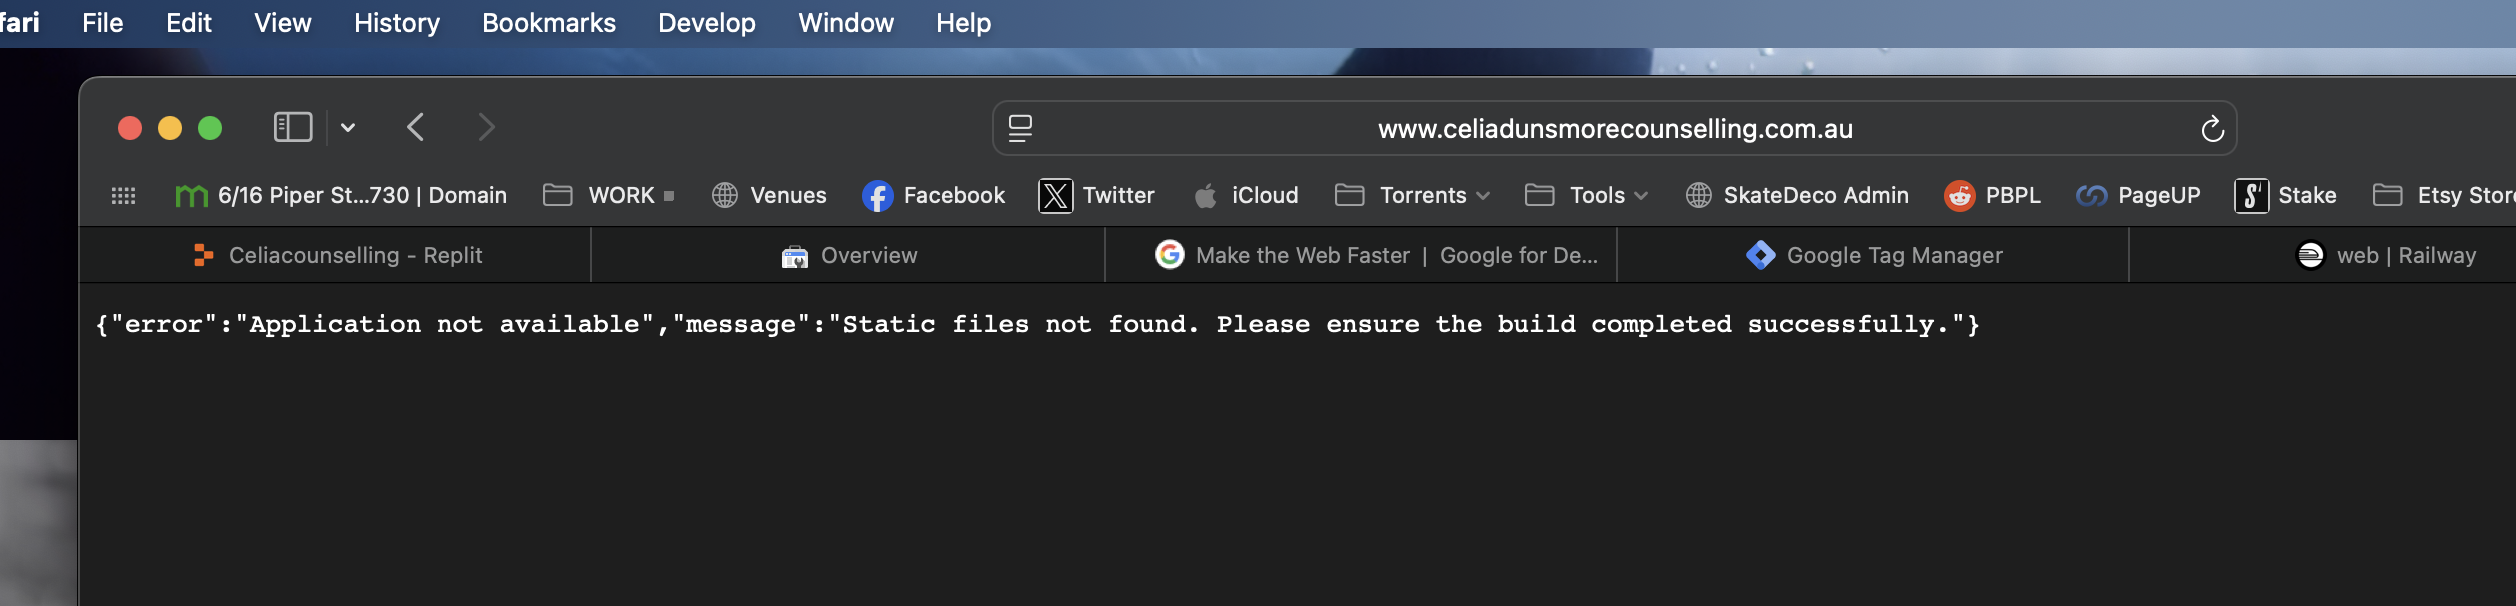 fari File Edit View History Bookmarks Develop Window Help
www.celiadunsmorecounselling.com.au
6/16 Piper St...730 | Domain WORK Venues Facebook Twitter iCloud Torrents Tools SkateDeco Admin PBPL PageUP Stake Etsy Store
Celiacounselling - Replit Overview Make the Web Faster | Google for De... Google Tag Manager web | Railway
{"error":"Application not available","message":"Static files not found. Please ensure the build completed successfully."}